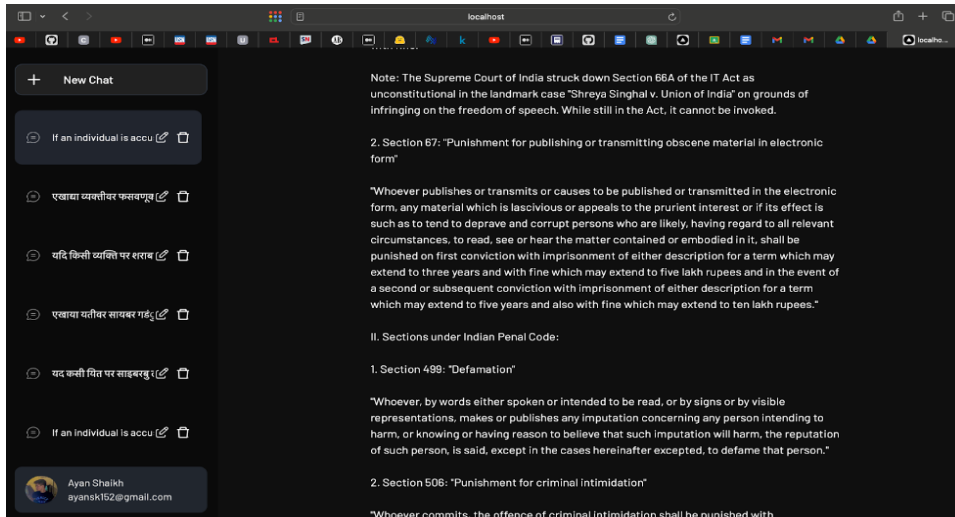 localhost
localho...
New Chat
If an individual is accu
एखाद्या व्यक्तीवर फसवणूक
यदि किसी व्यक्ति पर शराब
एखाया यतीवर सायबर
यद कसी यित पर साइबरबु
If an individual is accu
Ayan Shaikh
ayansk152@gmail.com
Note: The Supreme Court of India struck down Section 66A of the IT Act as
unconstitutional in the landmark case "Shreya Singhal v. Union of India" on grounds of
infringing on the freedom of speech. While still in the Act, it cannot be invoked.
2. Section 67: "Punishment for publishing or transmitting obscene material in electronic
form"
"Whoever publishes or transmits or causes to be published or transmitted in the electronic
form, any material which is lascivious or appeals to the prurient interest or if its effect is
such as to tend to deprave and corrupt persons who are likely, having regard to all relevant
circumstances, to read, see or hear the matter contained or embodied in it, shall be
punished on first conviction with imprisonment of either description for a term which may
extend to three years and with fine which may extend to five lakh rupees and in the event of
a second or subsequent conviction with imprisonment of either description for a term
which may extend to five years and also with fine which may extend to ten lakh rupees."
II. Sections under Indian Penal Code:
1. Section 499: "Defamation"
"Whoever, by words either spoken or intended to be read, or by signs or by visible
representations, makes or publishes any imputation concerning any person intending to
harm, or knowing or having reason to believe that such imputation will harm, the reputation
of such person, is said, except in the cases hereinafter excepted, to defame that person."
2. Section 506: "Punishment for criminal intimidation"
"Whoever commits, the offence of criminal intimidation shall be punished with